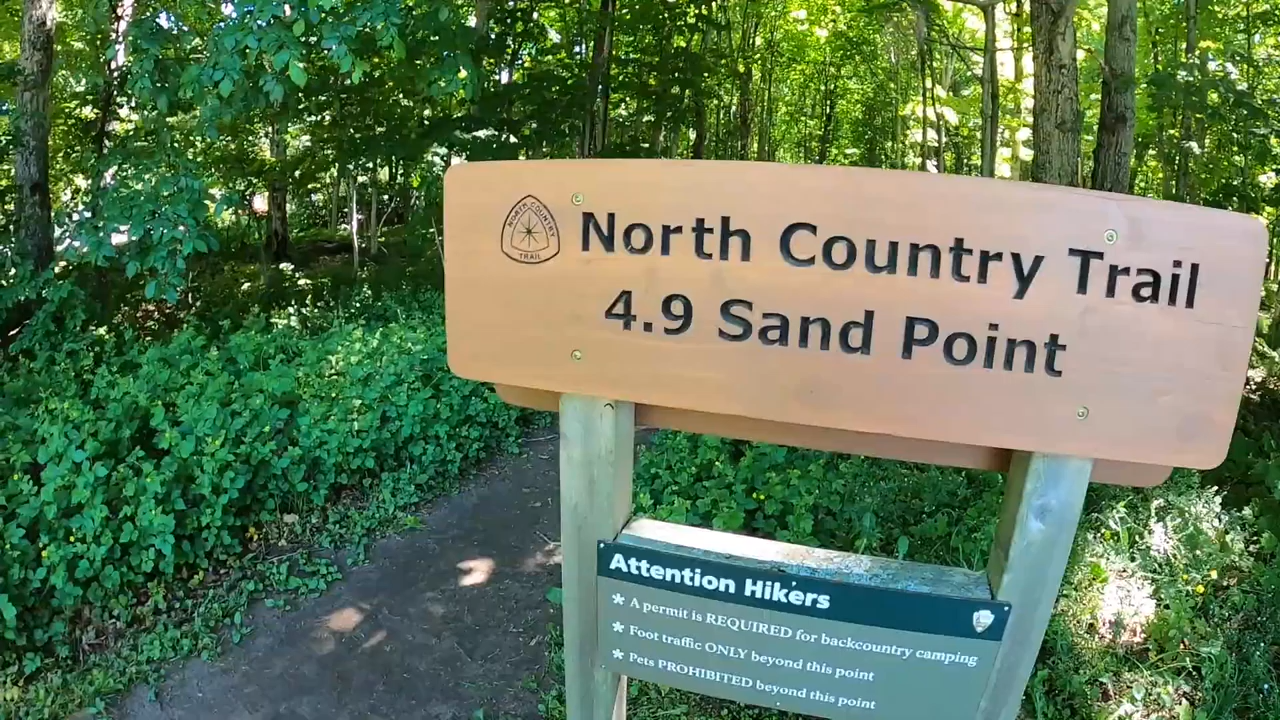 NORTH COUNTRY
TRAIL
North Country Trail
4.9 Sand Point
Attention Hikers
* A permit is REQUIRED for backcountry camping
* Foot traffic ONLY beyond this point
* Pets PROHIBITED beyond this point